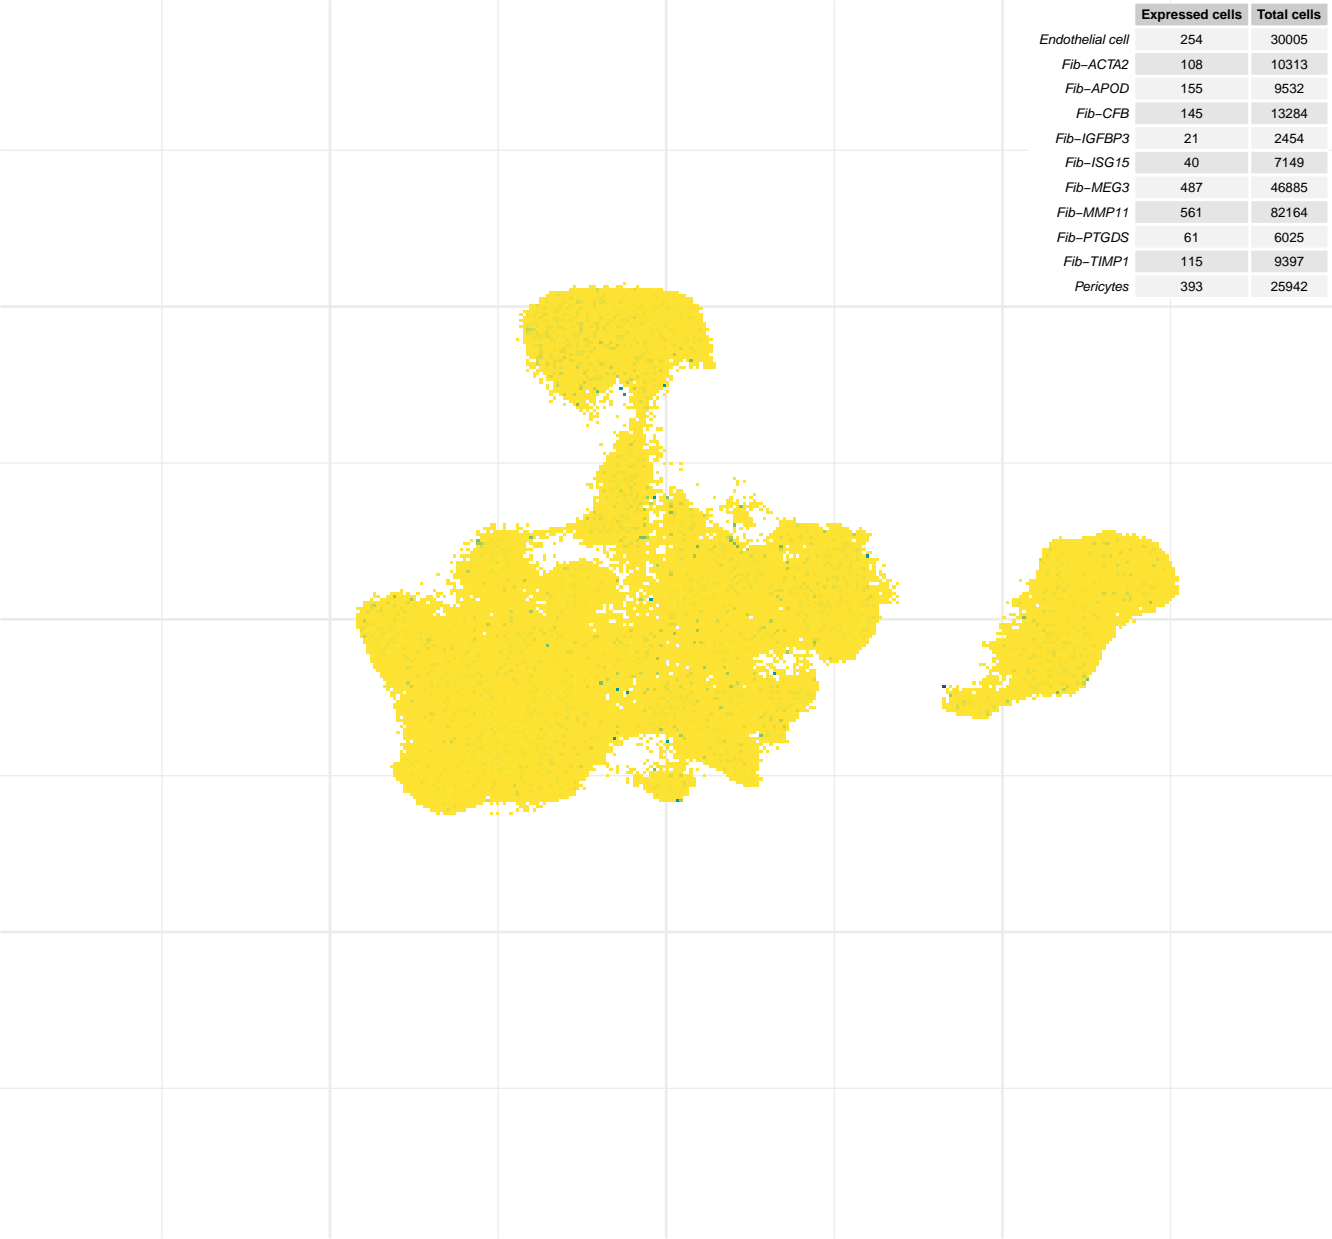 Expressed cells Total cells
Endothelial cell 254 30005
Fib−ACTA2 108 10313
Fib−APOD 155 9532
Fib−CFB 145 13284
Fib−IGFBP3 21 2454
Fib−ISG15 40 7149
Fib−MEG3 487 46885
Fib−MMP11 561 82164
Fib−PTGDS 61 6025
Fib−TIMP1 115 9397
Pericytes 393 25942